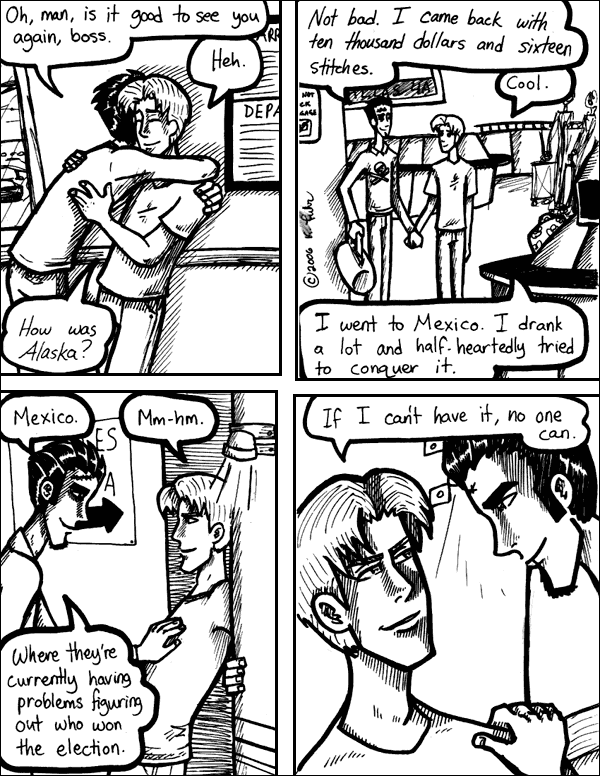 Oh, man, is it good to see you
again, boss.
Heh.
DEPA
How was
Alaska?
Not bad. I came back with
ten thousand dollars and sixteen
stitches.
Cool.
©2006
I went to Mexico. I drank
a lot and half-heartedly tried
to conquer it.
Mexico.
Mm-hm.
ES
A
Where they're
currently having
problems figuring
out who won
the election.
If I can't have it, no one
can.